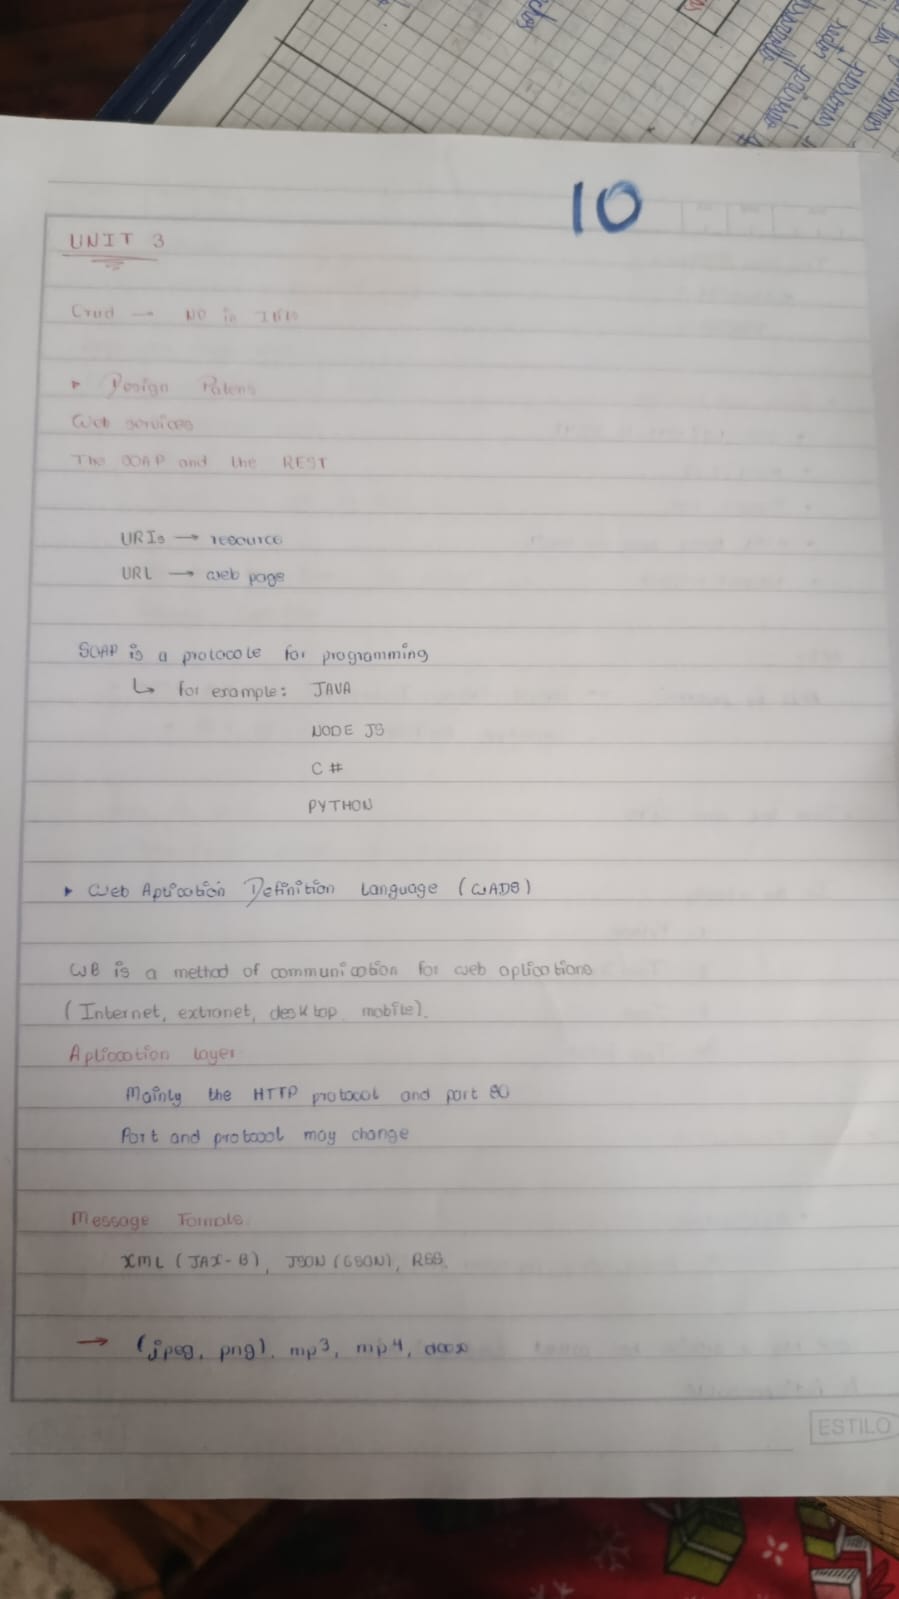 10
UNIT 3
Crud → NO in
▸ Design Patens
Web services
The SOAP and the REST
URIs → resource
URL → web page
SOAP is a protocole for programming
↳ for example: JAVA
NODE JS
C #
PYTHON
▸ Web Aplication Definition Language (WADS)
WB is a method of communication for web aplications
(Internet, extranet, desktop, mobile).
Aplication layer
Mainly the HTTP protocol and port 80
Port and protocol may change
Message Formats.
XML (JAX-B), JSON (GSON), RSS.
→ (jpeg, png), mp3, mp4, docx
ESTILO